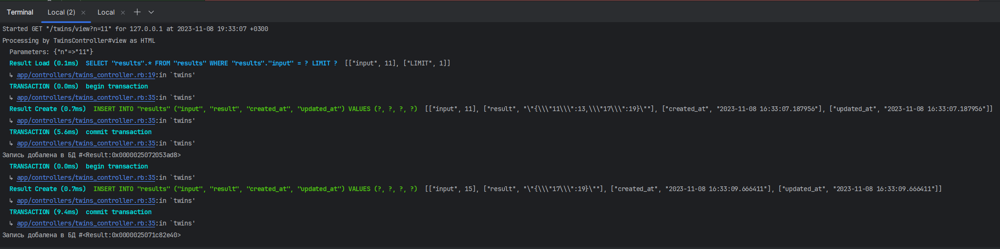 Terminal Local (2) × Local ×
Started GET "/twins/view?n=11" for 127.0.0.1 at 2023-11-08 19:33:07 +0300
Processing by TwinsController#view as HTML
Parameters: {"n"=>"11"}
Result Load (0.1ms) SELECT "results".* FROM "results" WHERE "results"."input" = ? LIMIT ? [["input", 11], ["LIMIT", 1]]
↳ app/controllers/twins_controller.rb:19:in `twins'
TRANSACTION (0.0ms) begin transaction
↳ app/controllers/twins_controller.rb:35:in `twins'
Result Create (0.7ms) INSERT INTO "results" ("input", "result", "created_at", "updated_at") VALUES (?, ?, ?, ?) [["input", 11], ["result", "\"{\\\"11\\\":13,\\\"17\\\":19}\""], ["created_at", "2023-11-08 16:33:07.187956"], ["updated_at", "2023-11-08 16:33:07.187956"]]
↳ app/controllers/twins_controller.rb:35:in `twins'
TRANSACTION (5.6ms) commit transaction
↳ app/controllers/twins_controller.rb:35:in `twins'
Запись добалена в БД #<Result:0x0000025072053ad8>
TRANSACTION (0.0ms) begin transaction
↳ app/controllers/twins_controller.rb:35:in `twins'
Result Create (0.7ms) INSERT INTO "results" ("input", "result", "created_at", "updated_at") VALUES (?, ?, ?, ?) [["input", 15], ["result", "\"{\\\"17\\\":19}\""], ["created_at", "2023-11-08 16:33:09.666411"], ["updated_at", "2023-11-08 16:33:09.666411"]]
↳ app/controllers/twins_controller.rb:35:in `twins'
TRANSACTION (9.4ms) commit transaction
↳ app/controllers/twins_controller.rb:35:in `twins'
Запись добалена в БД #<Result:0x0000025071c82e40>